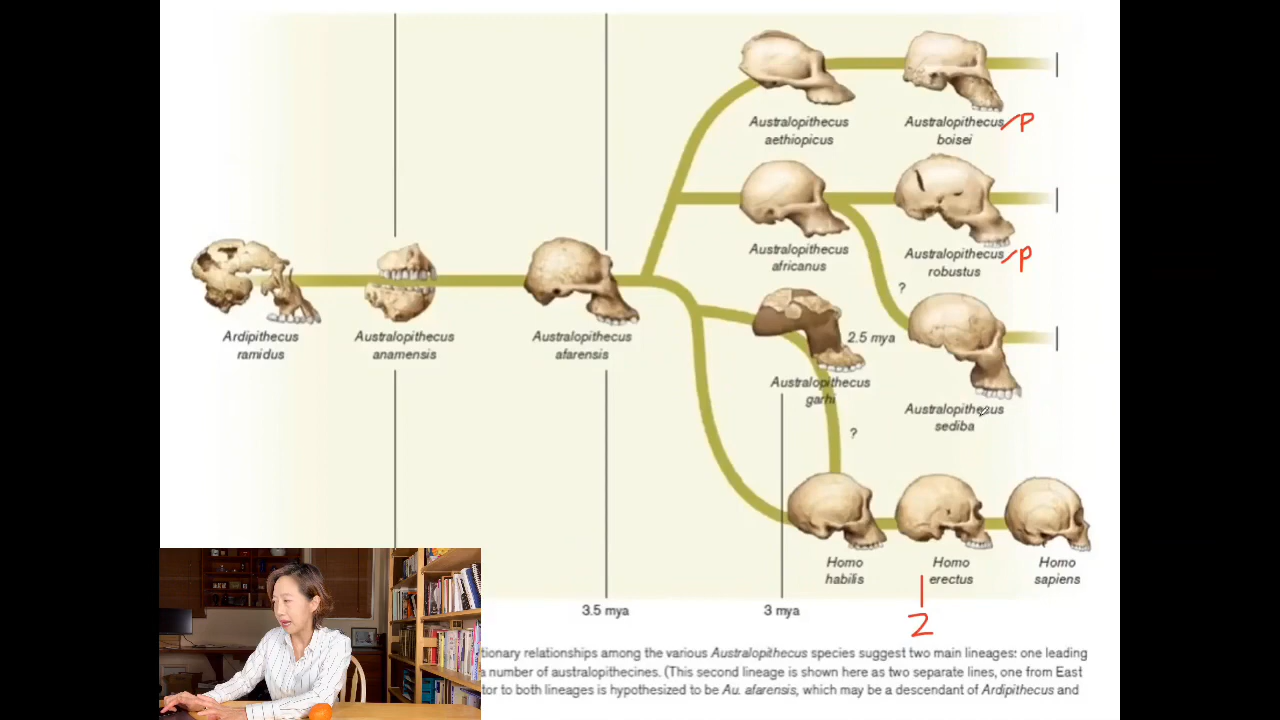 Australopithecus
aethiopicus
Australopithecus
boisei
P
Australopithecus
africanus
Australopithecus
robustus
P
?
Ardipithecus
ramidus
Australopithecus
anamensis
Australopithecus
afarensis
2.5 mya
Australopithecus
garhi
Australopithecus
sediba
?
Homo
habilis
Homo
erectus
Homo
sapiens
3.5 mya
3 mya
2
tionary relationships among the various Australopithecus species suggest two main lineages: one leading
a number of australopithecines. (This second lineage is shown here as two separate lines, one from East
tor to both lineages is hypothesized to be Au. afarensis, which may be a descendant of Ardipithecus and